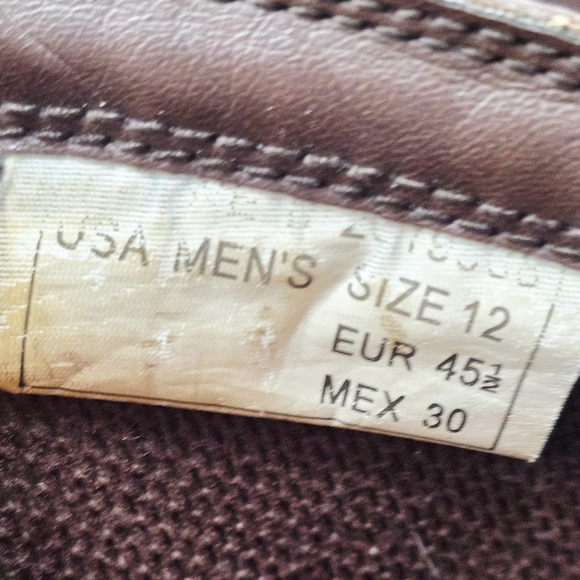 USA MEN'S SIZE 12
EUR 45½
MEX 30